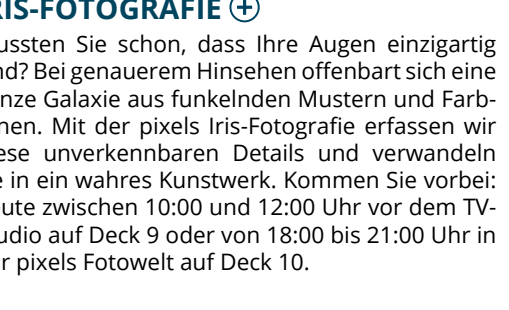 RIS-FOTOGRAFIE
ussten Sie schon, dass Ihre Augen einzigartig
nd? Bei genauerem Hinsehen offenbart sich eine
nze Galaxie aus funkelnden Mustern und Farb-
nen. Mit der pixels Iris-Fotografie erfassen wir
ese unverkennbaren Details und verwandeln
e in ein wahres Kunstwerk. Kommen Sie vorbei:
ute zwischen 10:00 und 12:00 Uhr vor dem TV-
udio auf Deck 9 oder von 18:00 bis 21:00 Uhr in
r pixels Fotowelt auf Deck 10.